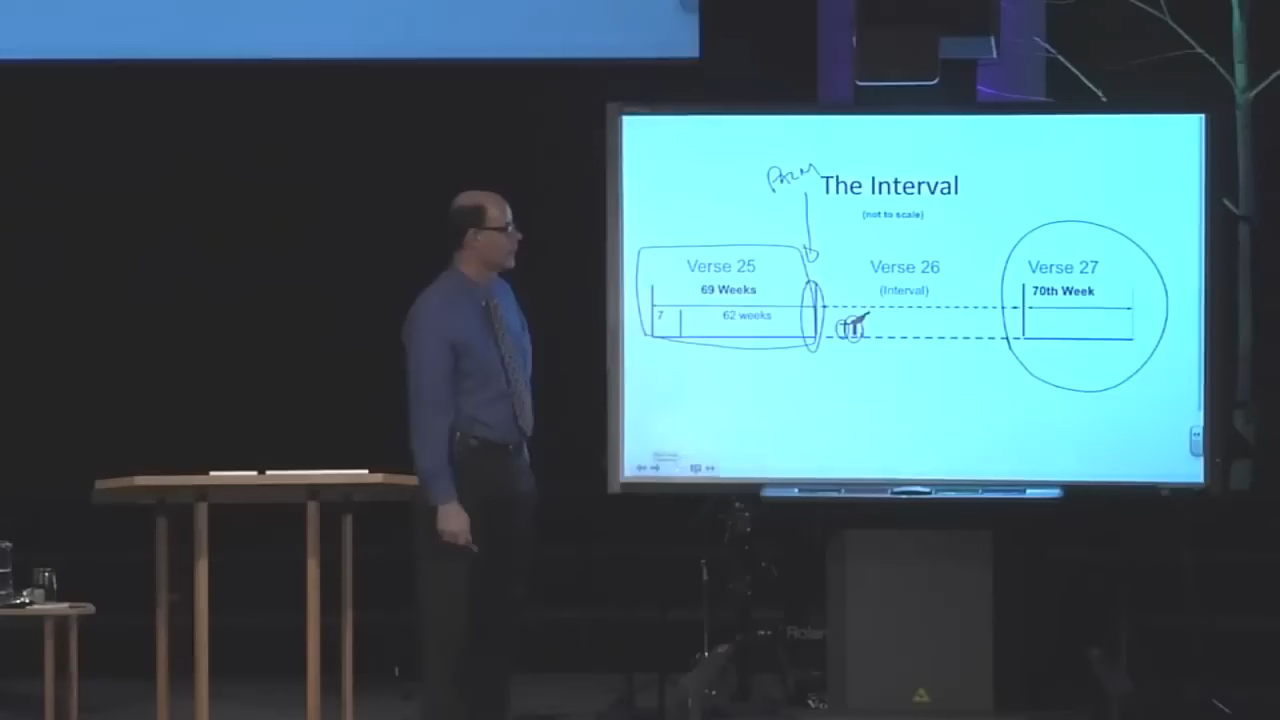 The Interval
(not to scale)
Verse 25
69 Weeks
7
62 weeks
Verse 26
(Interval)
Verse 27
70th Week
Roland